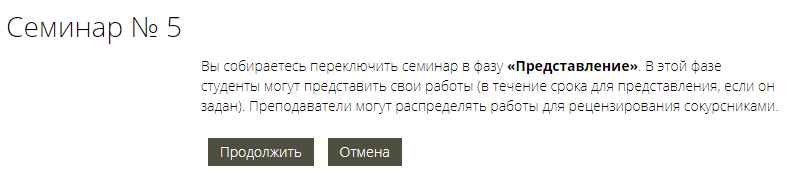 Семинар № 5
Вы собираетесь переключить семинар в фазу «Представление». В этой фазе
студенты могут представить свои работы (в течение срока для представления, если он
задан). Преподаватели могут распределять работы для рецензирования сокурсниками.
Продолжить
Отмена